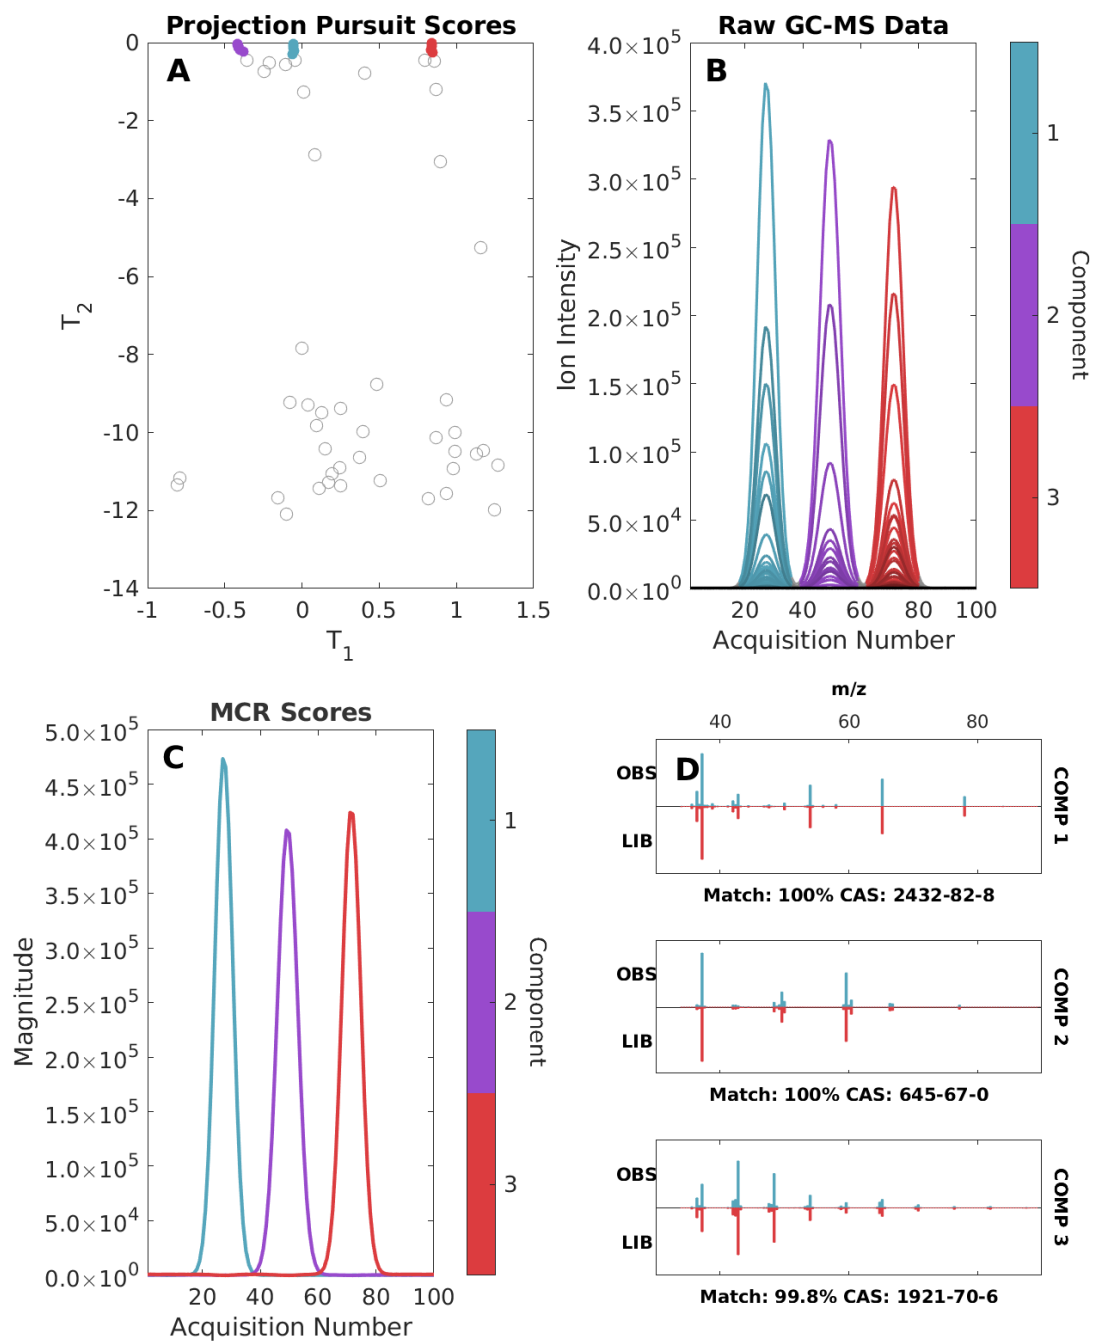 Projection Pursuit Scores
A
0
-2
-4
-6
-8
-10
-12
-14
-1
-0.5
0
0.5
1
1.5
T2
T1
Raw GC-MS Data
B
4.0×10^5
3.5×10^5
3.0×10^5
2.5×10^5
2.0×10^5
1.5×10^5
1.0×10^5
5.0×10^4
0.0×10^0
20
40
60
80
100
Ion Intensity
Acquisition Number
1
2
3
Component
MCR Scores
C
5.0×10^5
4.5×10^5
4.0×10^5
3.5×10^5
3.0×10^5
2.5×10^5
2.0×10^5
1.5×10^5
1.0×10^5
5.0×10^4
0.0×10^0
20
40
60
80
100
Magnitude
Acquisition Number
1
2
3
Component
m/z
40
60
80
D
OBS
LIB
COMP 1
Match: 100% CAS: 2432-82-8
OBS
LIB
COMP 2
Match: 100% CAS: 645-67-0
OBS
LIB
COMP 3
Match: 99.8% CAS: 1921-70-6